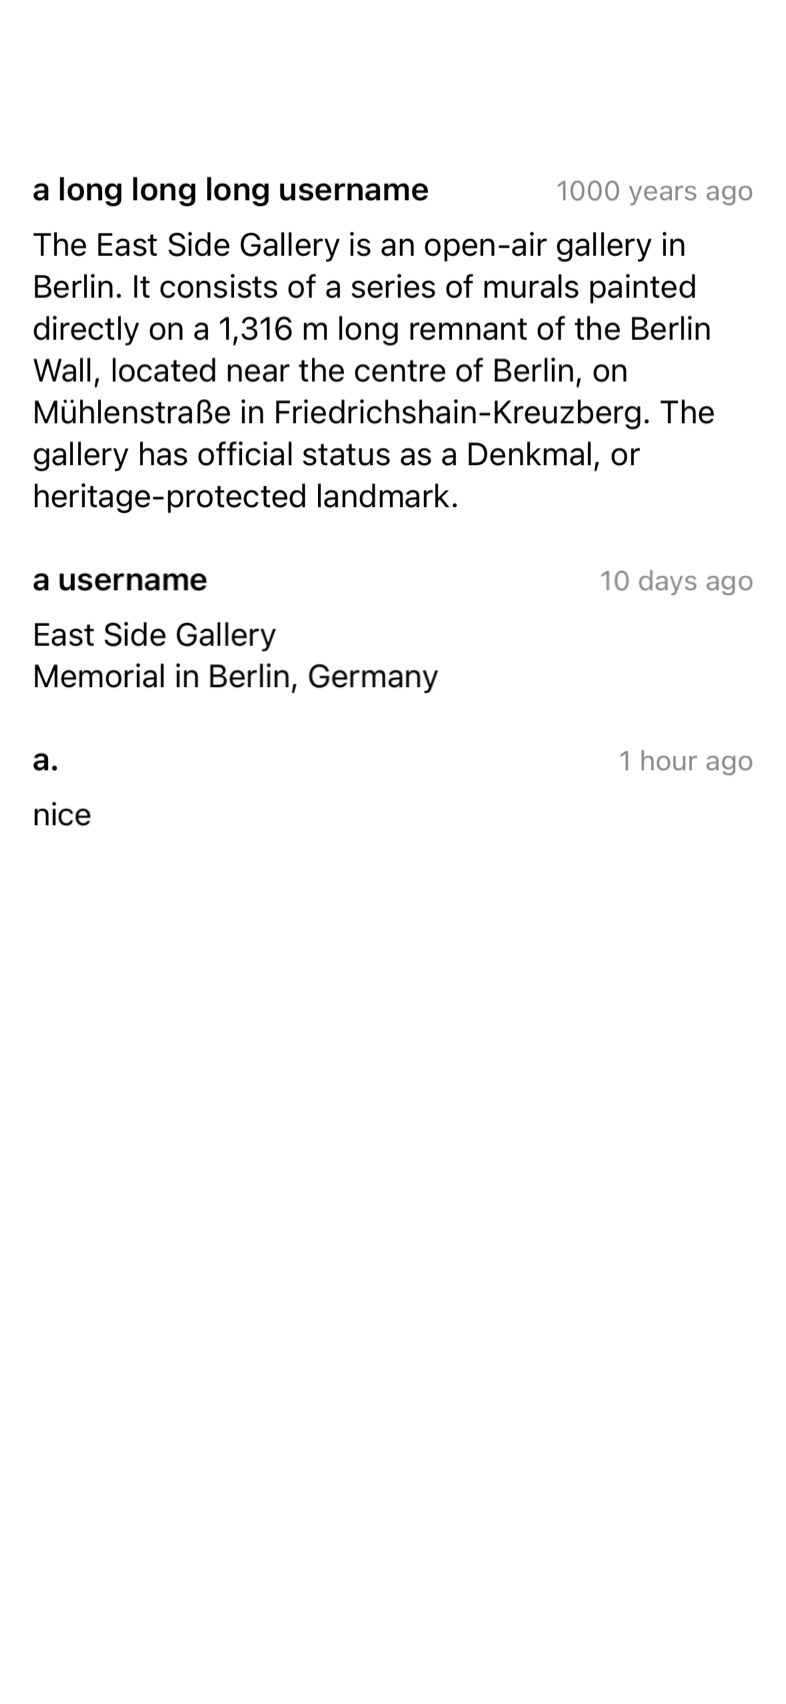 a long long long username 1000 years ago
The East Side Gallery is an open-air gallery in
Berlin. It consists of a series of murals painted
directly on a 1,316 m long remnant of the Berlin
Wall, located near the centre of Berlin, on
Mühlenstraße in Friedrichshain-Kreuzberg. The
gallery has official status as a Denkmal, or
heritage-protected landmark.
a username 10 days ago
East Side Gallery
Memorial in Berlin, Germany
a. 1 hour ago
nice